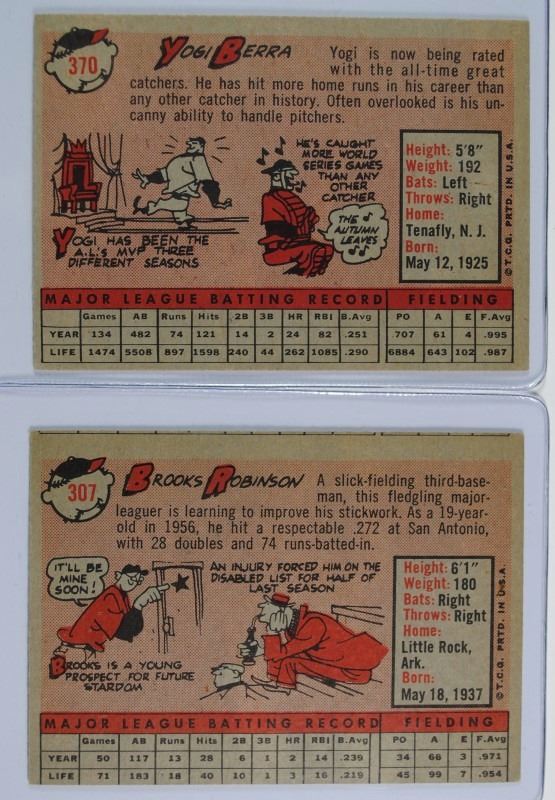 370
YOGI BERRA
Yogi is now being rated
with the all-time great
catchers. He has hit more home runs in his career than
any other catcher in history. Often overlooked is his un-
canny ability to handle pitchers.
YOGI HAS BEEN THE
A.L.'s MVP THREE
DIFFERENT SEASONS
HE'S CAUGHT
MORE WORLD
SERIES GAMES
THAN ANY
OTHER
CATCHER
THE
AUTUMN
LEAVES
Height: 5'8"
Weight: 192
Bats: Left
Throws: Right
Home:
Tenafly, N. J.
Born:
May 12, 1925
© T.C.G. PRTD. IN U.S.A.
MAJOR LEAGUE BATTING RECORD FIELDING
Games AB Runs Hits 2B 3B HR RBI B.Avg PO A E F.Avg
YEAR 134 482 74 121 14 2 24 82 .251 707 61 4 .995
LIFE 1474 5508 897 1598 240 44 262 1085 .290 6884 643 102 .987
307
BROOKS ROBINSON
A slick-fielding third-base-
man, this fledgling major-
leaguer is learning to improve his stickwork. As a 19-year-
old in 1956, he hit a respectable .272 at San Antonio,
with 28 doubles and 74 runs-batted-in.
IT'LL BE
MINE
SOON!
BROOKS IS A YOUNG
PROSPECT FOR FUTURE
STARDOM
AN INJURY FORCED HIM ON THE
DISABLED LIST FOR HALF OF
LAST SEASON
Height: 6'1"
Weight: 180
Bats: Right
Throws: Right
Home:
Little Rock,
Ark.
Born:
May 18, 1937
© T.C.G. PRTD. IN U.S.A.
MAJOR LEAGUE BATTING RECORD FIELDING
Games AB Runs Hits 2B 3B HR RBI B.Avg PO A E F.Avg
YEAR 50 117 13 28 6 1 2 14 .239 34 66 3 .971
LIFE 71 183 18 40 10 1 3 16 .219 45 99 7 .954